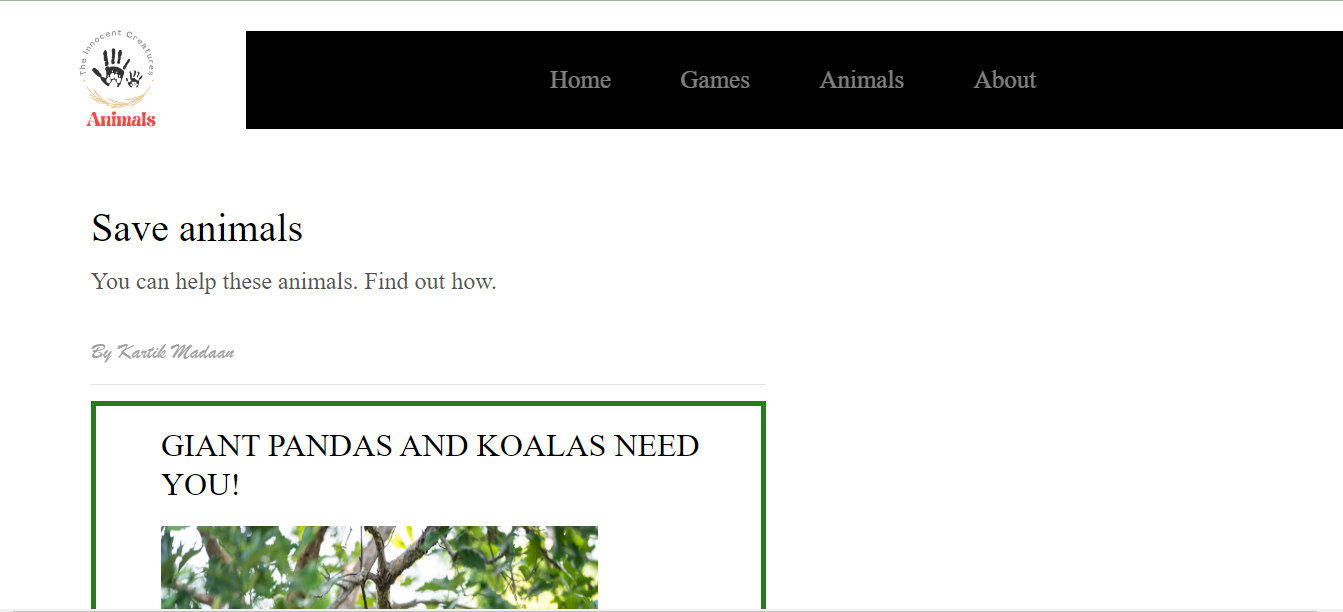 The Innocent Creatures
Animals
Home Games Animals About
Save animals
You can help these animals. Find out how.
By Kartik Madaan
GIANT PANDAS AND KOALAS NEED
YOU!